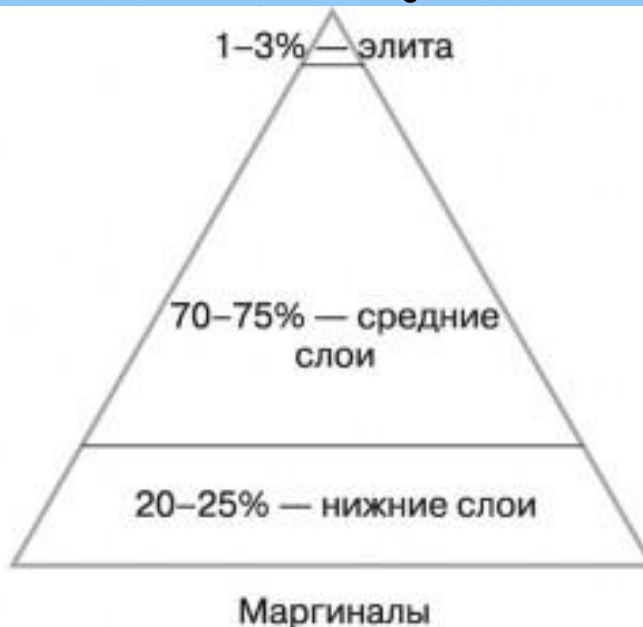 1–3% — элита
70–75% — средние
слои
20–25% — нижние слои
Маргиналы